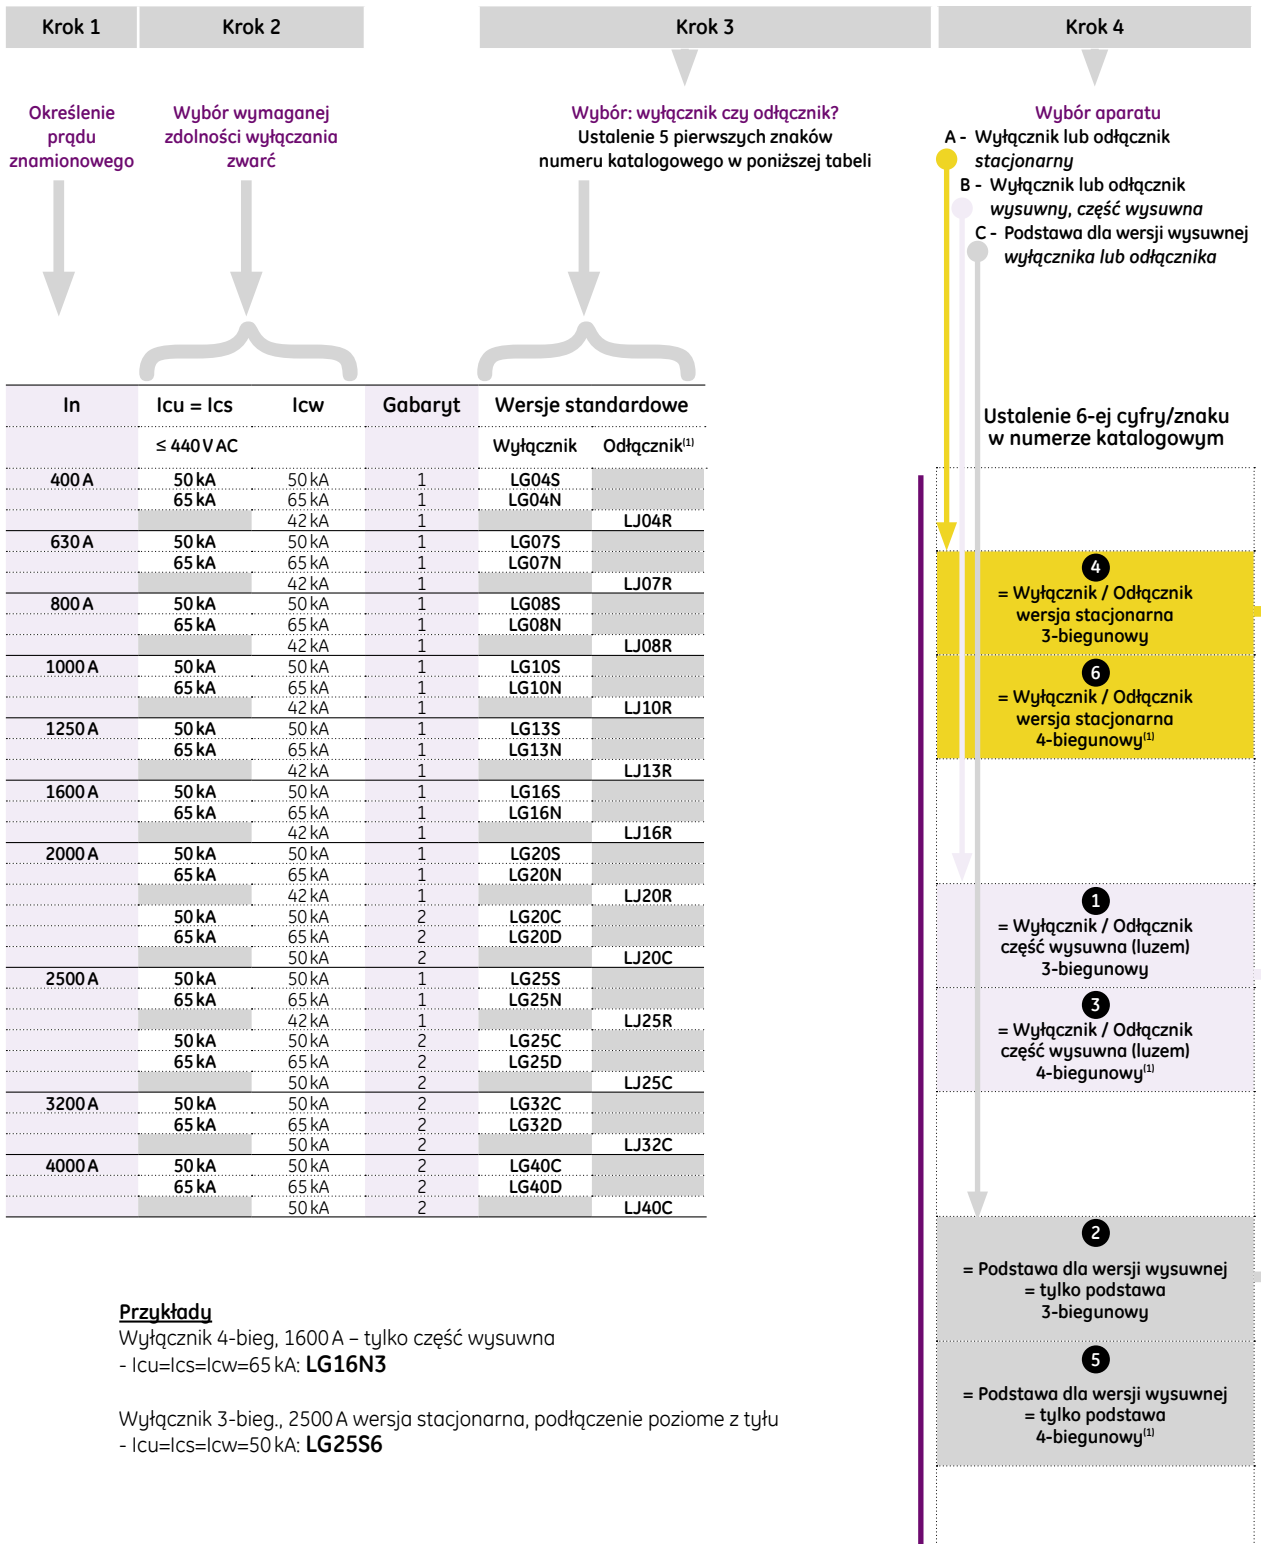 Krok 1
Krok 2
Krok 3
Krok 4
Określenie
prądu
znamionowego
Wybór wymaganej
zdolności wyłączania
zwarć
Wybór: wyłącznik czy odłącznik?
Ustalenie 5 pierwszych znaków
numeru katalogowego w poniższej tabeli
Wybór aparatu
A - Wyłącznik lub odłącznik
stacjonarny
B - Wyłącznik lub odłącznik
wysuwny, część wysuwna
C - Podstawa dla wersji wysuwnej
wyłącznika lub odłącznika
In Icu = Ics Icw Gabaryt Wersje standardowe
≤ 440 V AC Wyłącznik Odłącznik(1)
400 A 50 kA 50 kA 1 LG04S
65 kA 65 kA 1 LG04N
42 kA 1 LJ04R
630 A 50 kA 50 kA 1 LG07S
65 kA 65 kA 1 LG07N
42 kA 1 LJ07R
800 A 50 kA 50 kA 1 LG08S
65 kA 65 kA 1 LG08N
42 kA 1 LJ08R
1000 A 50 kA 50 kA 1 LG10S
65 kA 65 kA 1 LG10N
42 kA 1 LJ10R
1250 A 50 kA 50 kA 1 LG13S
65 kA 65 kA 1 LG13N
42 kA 1 LJ13R
1600 A 50 kA 50 kA 1 LG16S
65 kA 65 kA 1 LG16N
42 kA 1 LJ16R
2000 A 50 kA 50 kA 1 LG20S
65 kA 65 kA 1 LG20N
42 kA 1 LJ20R
50 kA 50 kA 2 LG20C
65 kA 65 kA 2 LG20D
50 kA 2 LJ20C
2500 A 50 kA 50 kA 1 LG25S
65 kA 65 kA 1 LG25N
42 kA 1 LJ25R
50 kA 50 kA 2 LG25C
65 kA 65 kA 2 LG25D
50 kA 2 LJ25C
3200 A 50 kA 50 kA 2 LG32C
65 kA 65 kA 2 LG32D
50 kA 2 LJ32C
4000 A 50 kA 50 kA 2 LG40C
65 kA 65 kA 2 LG40D
50 kA 2 LJ40C
Ustalenie 6-ej cyfry/znaku
w numerze katalogowym
4
= Wyłącznik / Odłącznik
wersja stacjonarna
3-biegunowy
6
= Wyłącznik / Odłącznik
wersja stacjonarna
4-biegunowy(1)
1
= Wyłącznik / Odłącznik
część wysuwna (luzem)
3-biegunowy
3
= Wyłącznik / Odłącznik
część wysuwna (luzem)
4-biegunowy(1)
2
= Podstawa dla wersji wysuwnej
= tylko podstawa
3-biegunowy
5
= Podstawa dla wersji wysuwnej
= tylko podstawa
4-biegunowy(1)
Przykłady
Wyłącznik 4-bieg, 1600 A – tylko część wysuwna
- Icu=Ics=Icw=65 kA: LG16N3
Wyłącznik 3-bieg., 2500 A wersja stacjonarna, podłączenie poziome z tyłu
- Icu=Ics=Icw=50 kA: LG25S6